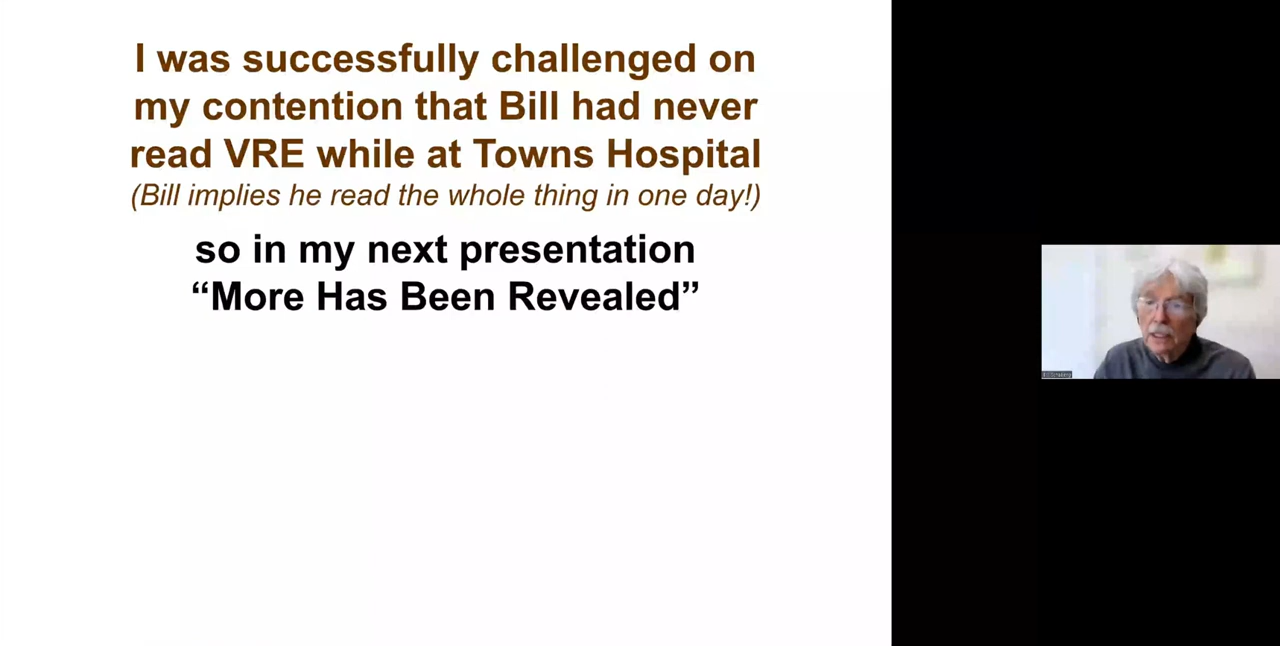 I was successfully challenged on
my contention that Bill had never
read VRE while at Towns Hospital
(Bill implies he read the whole thing in one day!)
so in my next presentation
“More Has Been Revealed”